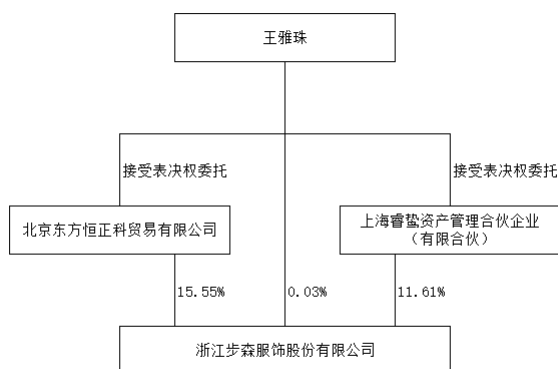 王雅珠
接受表决权委托
接受表决权委托
北京东方恒正科贸易有限公司
上海睿鸷资产管理合伙企业
（有限合伙）
15.55%
0.03%
11.61%
浙江步森服饰股份有限公司